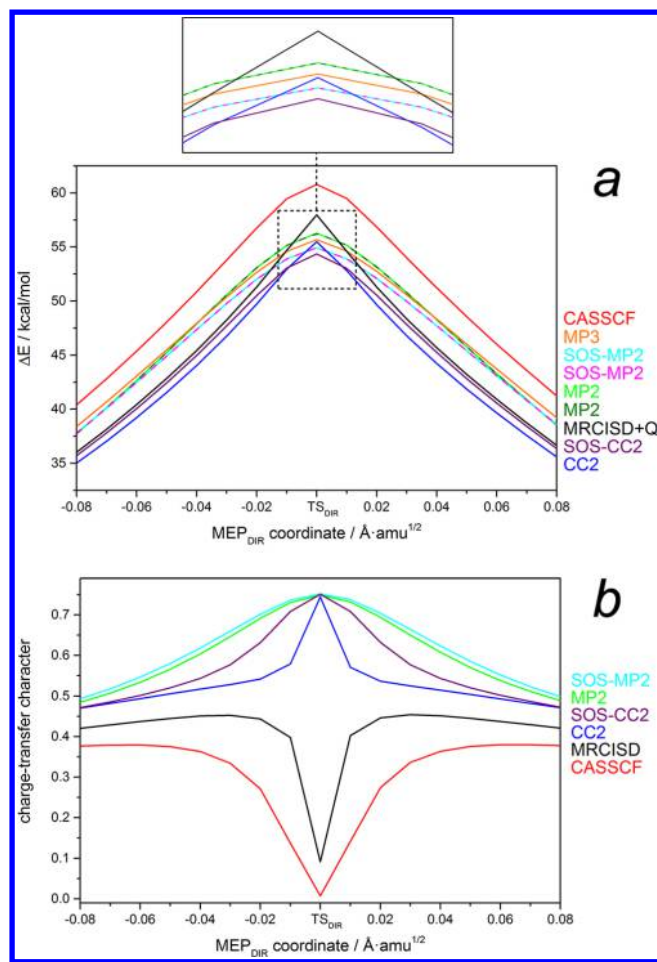 a
60
55
50
45
40
35
ΔE / kcal/mol
CASSCF
MP3
SOS-MP2
SOS-MP2
MP2
MP2
MRCISD+Q
SOS-CC2
CC2
-0.08 -0.06 -0.04 -0.02 TS_DIR 0.02 0.04 0.06 0.08
MEP_DIR coordinate / Å·amu^1/2
b
0.7
0.6
0.5
0.4
0.3
0.2
0.1
0.0
charge-transfer character
SOS-MP2
MP2
SOS-CC2
CC2
MRCISD
CASSCF
-0.08 -0.06 -0.04 -0.02 TS_DIR 0.02 0.04 0.06 0.08
MEP_DIR coordinate / Å·amu^1/2